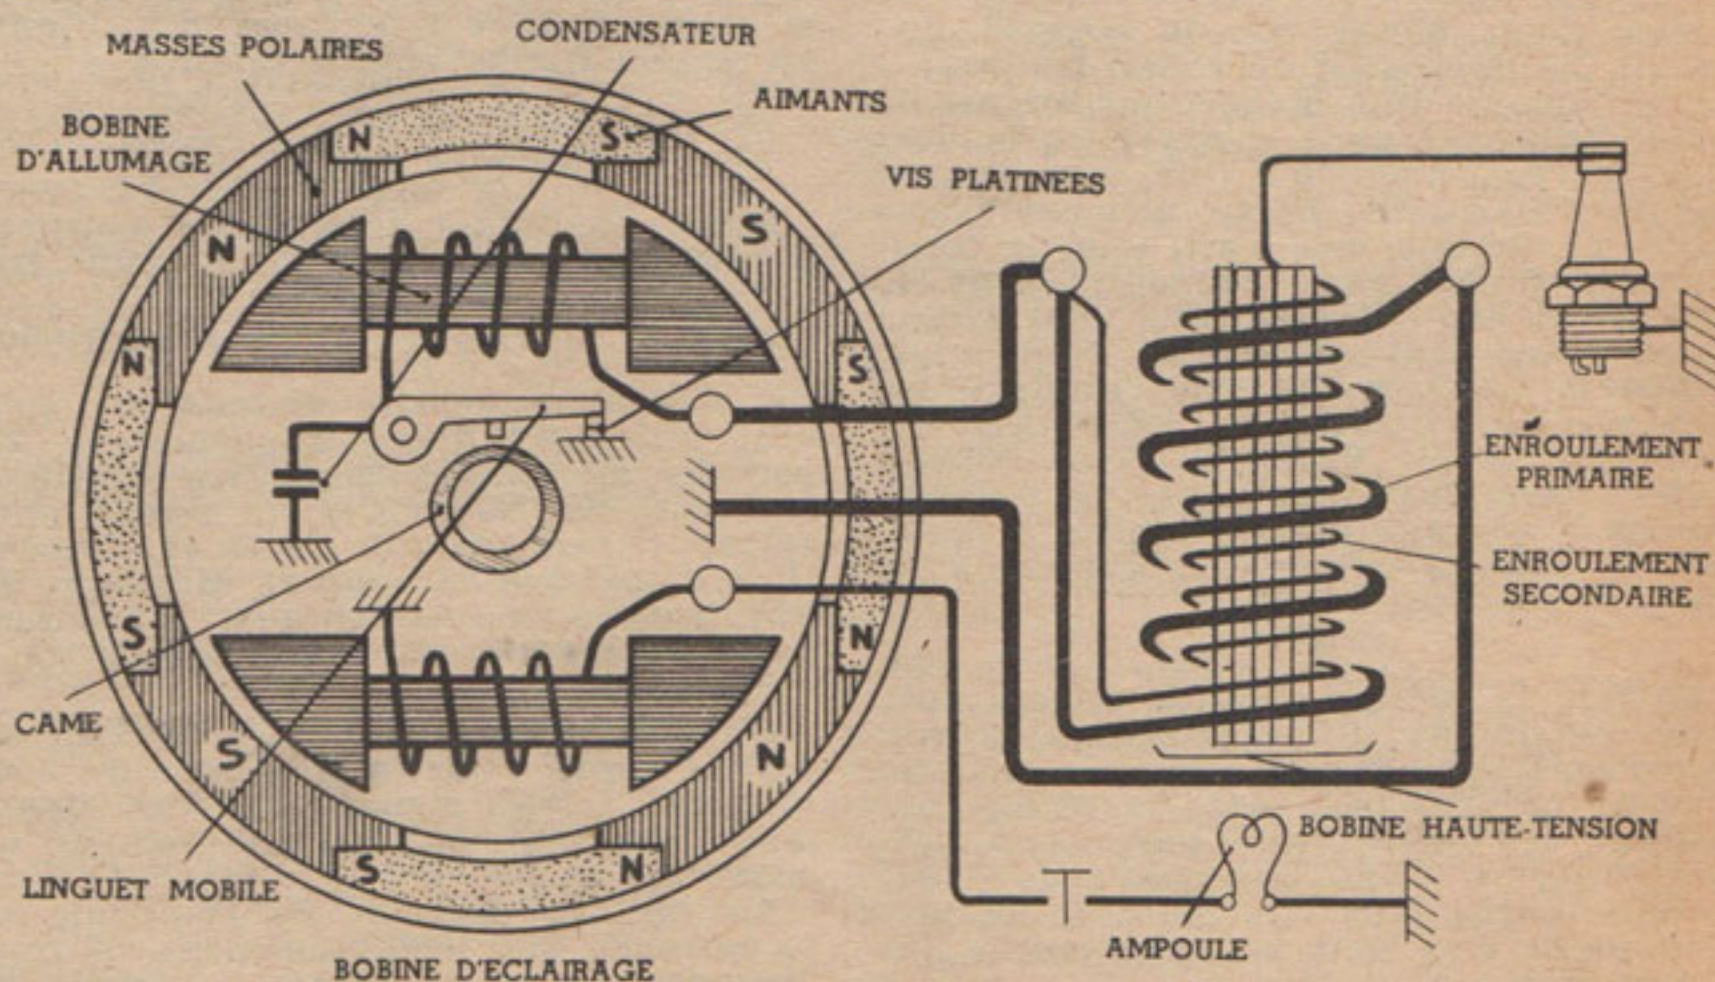 MASSES POLAIRES
CONDENSATEUR
AIMANTS
BOBINE
D'ALLUMAGE
VIS PLATINEES
N
S
N
S
N
S
ENROULEMENT
PRIMAIRE
ENROULEMENT
SECONDAIRE
S
N
CAME
S
N
BOBINE HAUTE-TENSION
LINGUET MOBILE
S
N
AMPOULE
BOBINE D'ECLAIRAGE